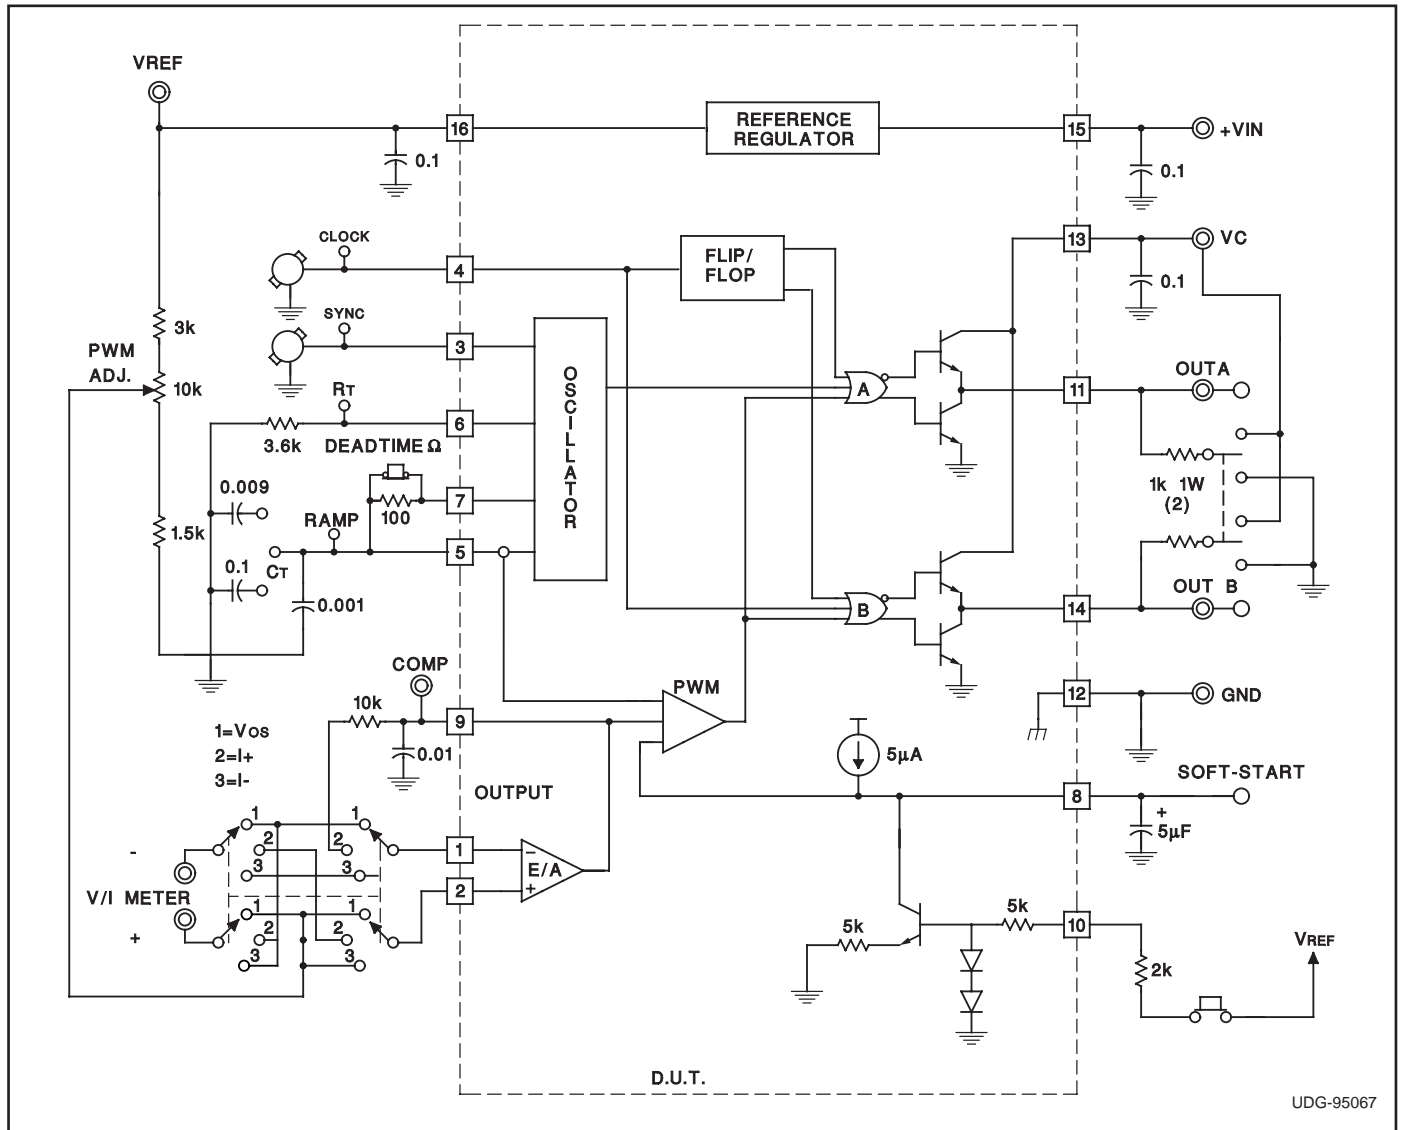 VREF
16
REFERENCE
REGULATOR
15
+VIN
0.1
0.1
CLOCK
4
FLIP/
FLOP
13
VC
0.1
SYNC
3
3k
PWM
ADJ.
10k
OSCILLATOR
A
11
OUTA
RT
6
3.6k
DEADTIME Ω
0.009
7
100
1k 1W
(2)
RAMP
1.5k
5
0.1
CT
0.001
B
14
OUT B
COMP
PWM
12
GND
10k
9
1=VOS
2=I+
3=I-
0.01
5µA
SOFT-START
OUTPUT
8
+
5µF
1
1
2
2
3
3
-
1
–
E/A
+
2
V/I METER
+
1
1
2
2
3
3
5k
5k
10
VREF
2k
D.U.T.
UDG-95067